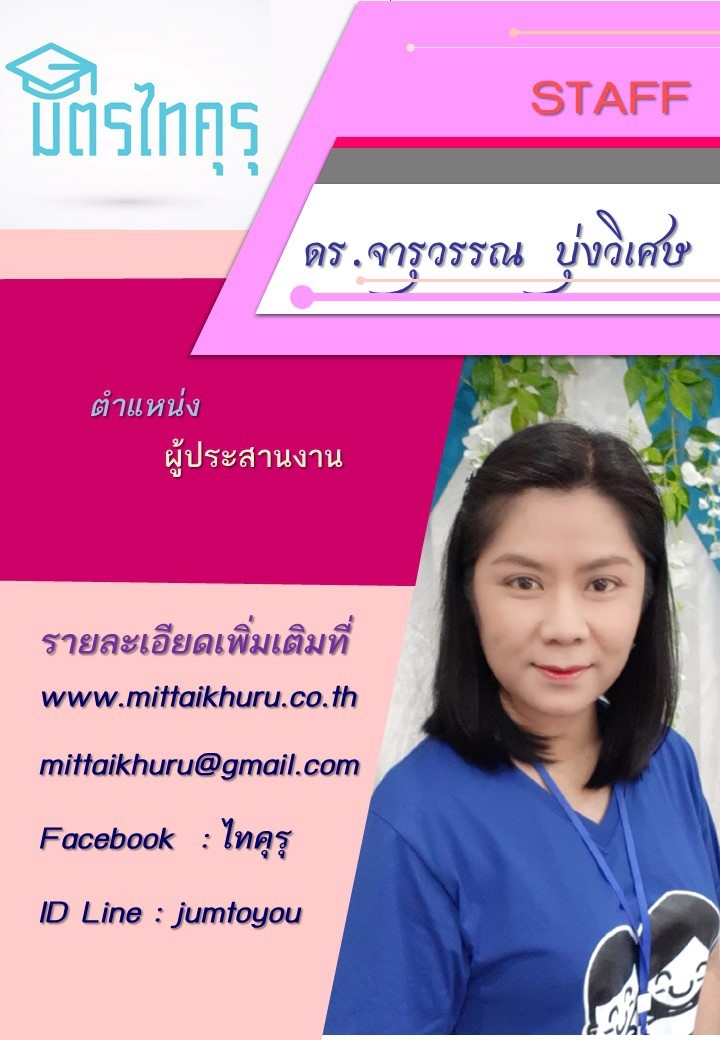 มิตรไทคุรุ
STAFF
ดร.จารุวรรณ บุ่งวิเศษ
ตำแหน่ง
ผู้ประสานงาน
รายละเอียดเพิ่มเติมที่
www.mittaikhuru.co.th
mittaikhuru@gmail.com
Facebook : ไทคุรุ
ID Line : jumtoyou